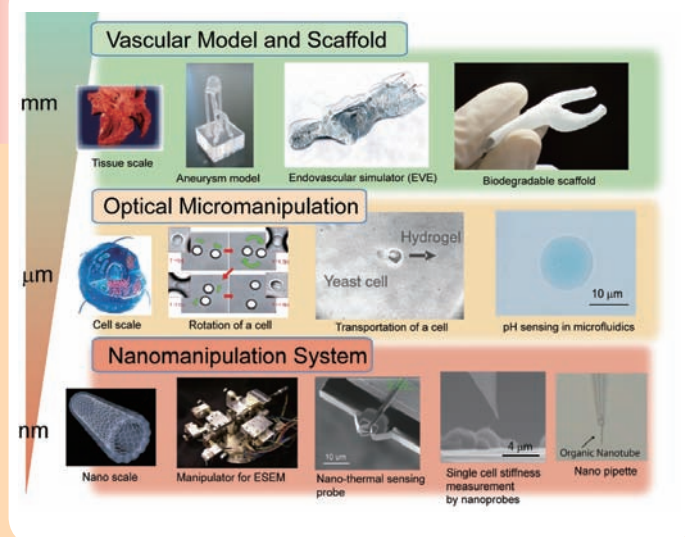 Vascular Model and Scaffold
mm
Tissue scale
Aneurysm model
Endovascular simulator (EVE)
Biodegradable scaffold
Optical Micromanipulation
μm
Hydrogel
Yeast cell
10 μm
Cell scale
Rotation of a cell
Transportation of a cell
pH sensing in microfluidics
Nanomanipulation System
nm
10 μm
4 μm
Organic Nanotube
Nano scale
Manipulator for ESEM
Nano-thermal sensing
probe
Single cell stiffness
measurement
by nanoprobes
Nano pipette